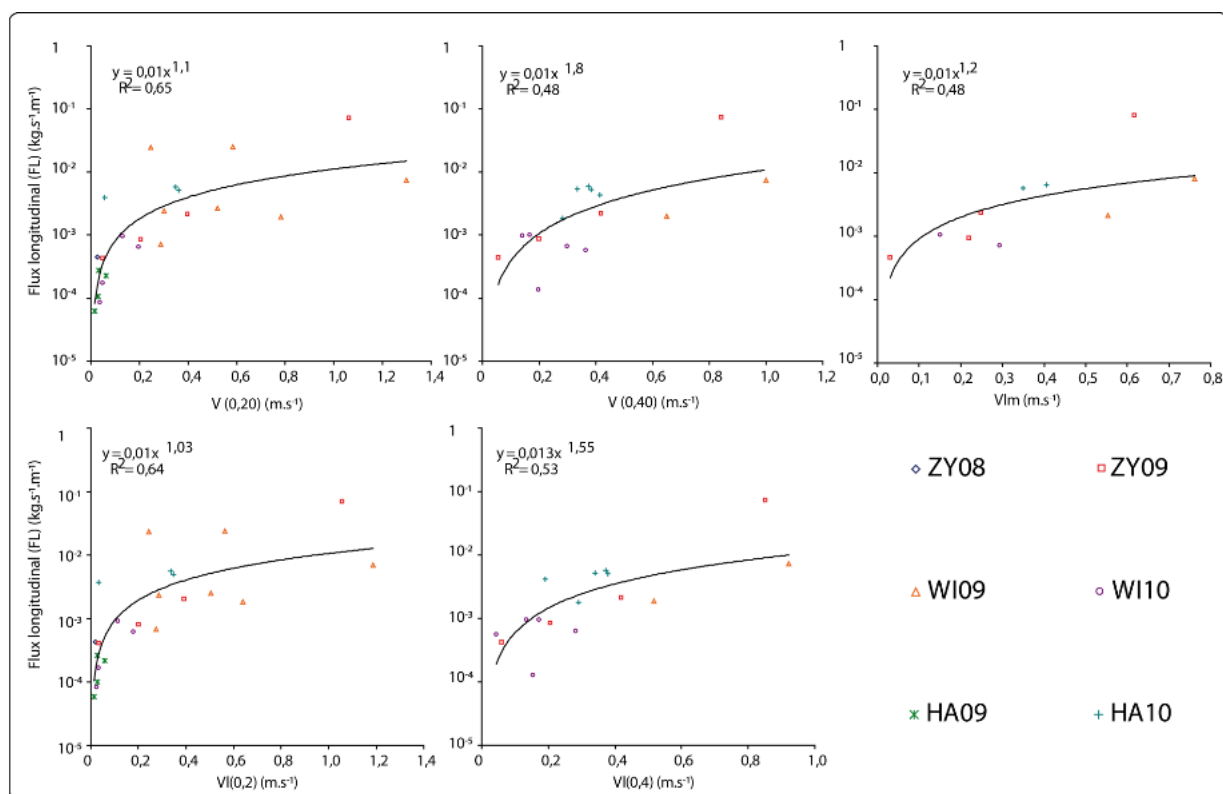 y = 0,01x^1,1
R^2 = 0,65
Flux longitudinal (FL) (kg.s⁻¹.m⁻¹)
1
10⁻¹
10⁻²
10⁻³
10⁻⁴
10⁻⁵
0 0,2 0,4 0,6 0,8 1,0 1,2 1,4
V (0,20) (m.s⁻¹)
y = 0,01x^1,8
R^2 = 0,48
1
10⁻¹
10⁻²
10⁻³
10⁻⁴
10⁻⁵
0 0,2 0,4 0,6 0,8 1,0 1,2
V (0,40) (m.s⁻¹)
y = 0,01x^1,2
R^2 = 0,48
1
10⁻¹
10⁻²
10⁻³
10⁻⁴
10⁻⁵
0,0 0,1 0,2 0,3 0,4 0,5 0,6 0,7 0,8
Vlm (m.s⁻¹)
y = 0,01x^1,03
R^2 = 0,64
Flux longitudinal (FL) (kg.s⁻¹.m⁻¹)
1
10⁻¹
10⁻²
10⁻³
10⁻⁴
10⁻⁵
0 0,2 0,4 0,6 0,8 1,0 1,2 1,4
Vl(0,2) (m.s⁻¹)
y = 0,013x^1,55
R^2 = 0,53
1
10⁻¹
10⁻²
10⁻³
10⁻⁴
10⁻⁵
0 0,2 0,4 0,6 0,8 1,0
Vl(0,4) (m.s⁻¹)
ZY08 ZY09
WI09 WI10
HA09 HA10